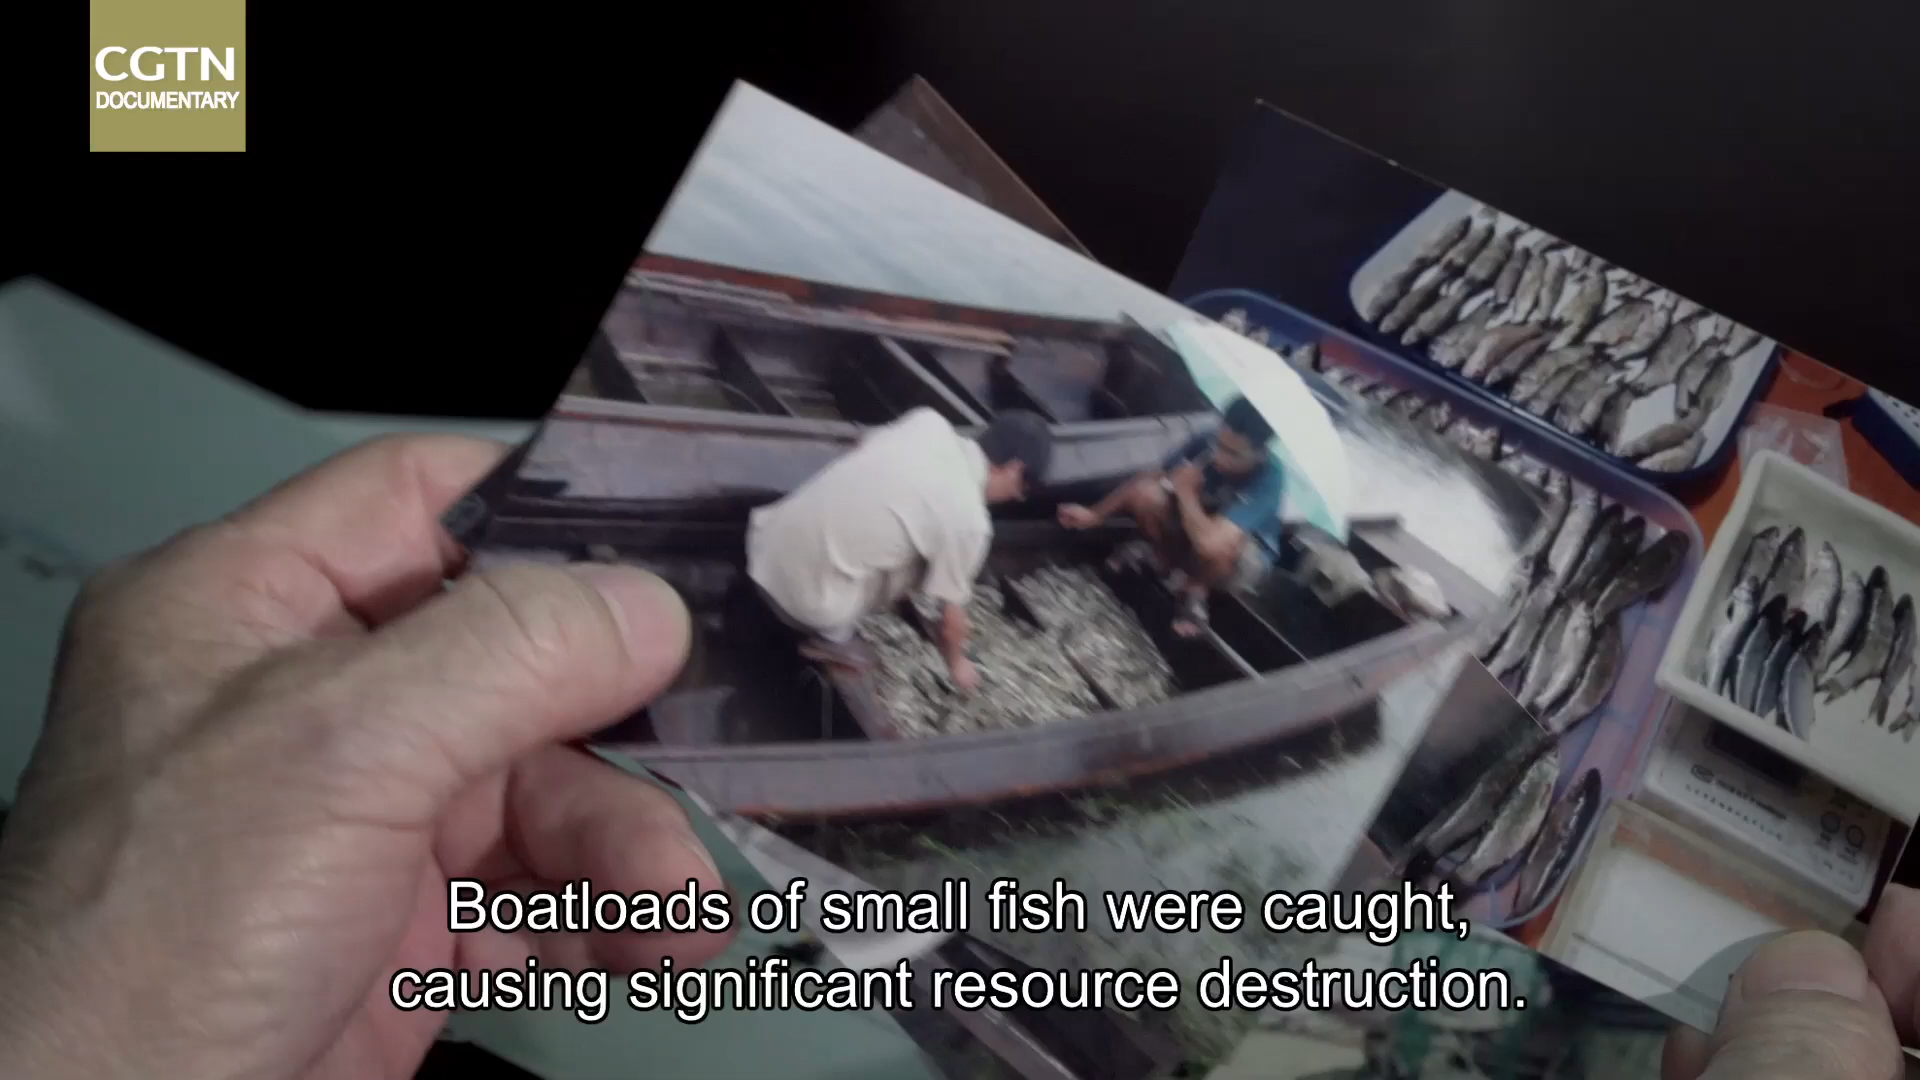 CGTN
DOCUMENTARY
Boatloads of small fish were caught,
causing significant resource destruction.